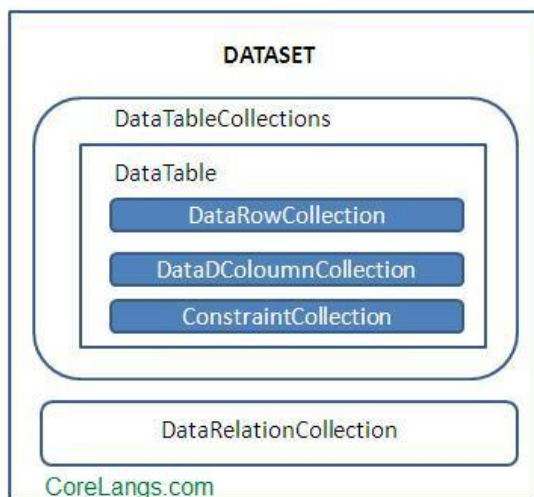 DATASET
DataTableCollections
DataTable
DataRowCollection
DataDColoumnCollection
ConstraintCollection
DataRelationCollection
CoreLangs.com